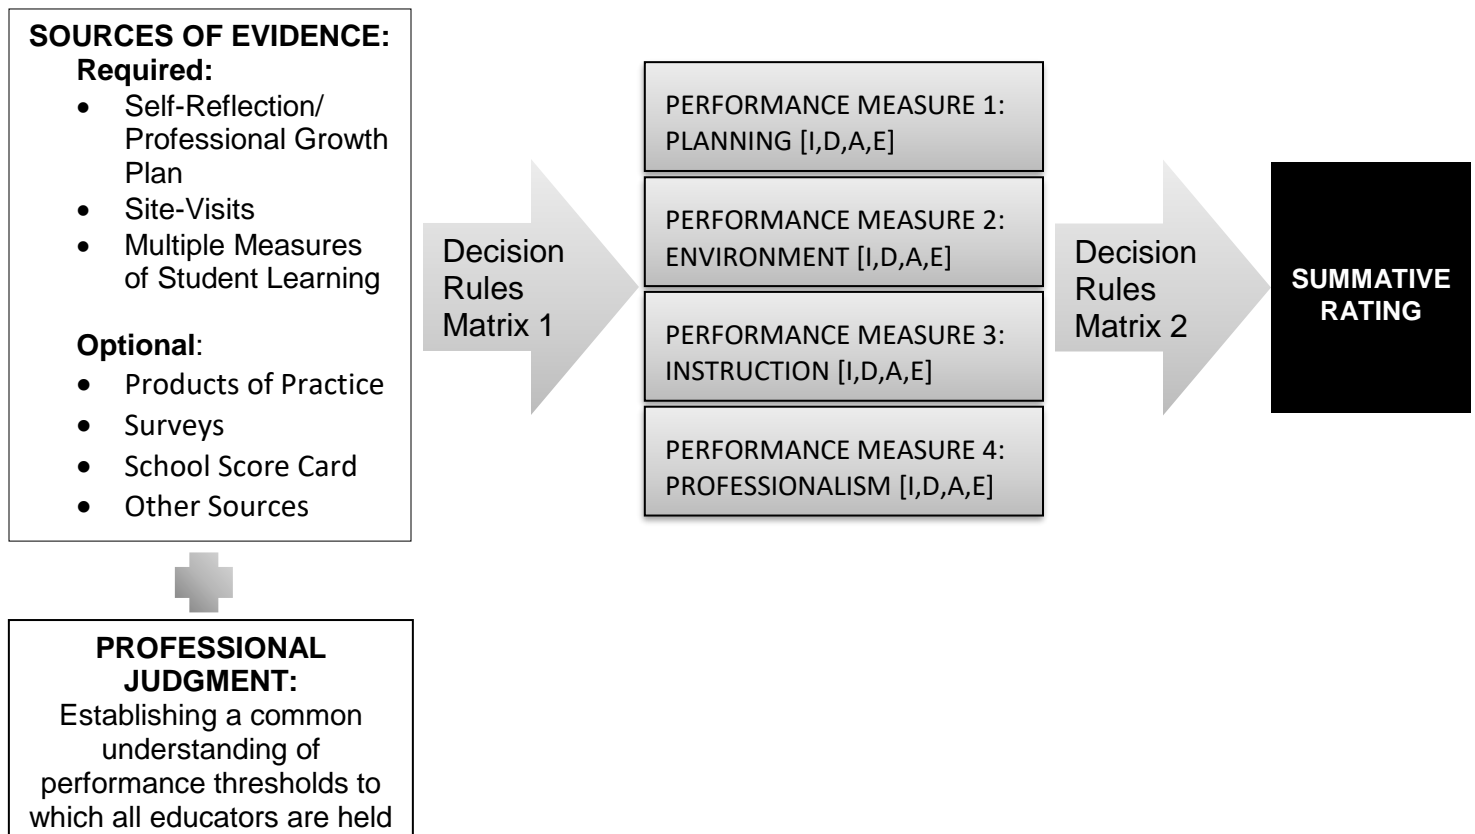 SOURCES OF EVIDENCE:
Required:
• Self-Reflection/
Professional Growth
Plan
• Site-Visits
• Multiple Measures
of Student Learning
Optional:
• Products of Practice
• Surveys
• School Score Card
• Other Sources
PROFESSIONAL
JUDGMENT:
Establishing a common
understanding of
performance thresholds to
which all educators are held
Decision
Rules
Matrix 1
PERFORMANCE MEASURE 1:
PLANNING [I,D,A,E]
PERFORMANCE MEASURE 2:
ENVIRONMENT [I,D,A,E]
PERFORMANCE MEASURE 3:
INSTRUCTION [I,D,A,E]
PERFORMANCE MEASURE 4:
PROFESSIONALISM [I,D,A,E]
Decision
Rules
Matrix 2
SUMMATIVE
RATING